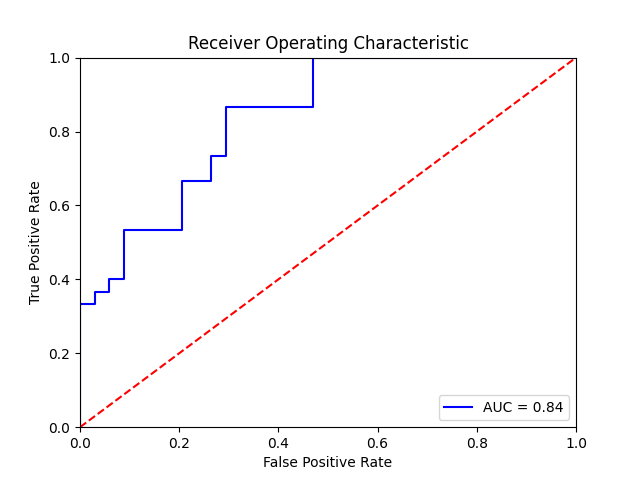 Receiver Operating Characteristic
1.0
0.8
0.6
0.4
0.2
0.0
True Positive Rate
AUC = 0.84
0.0 0.2 0.4 0.6 0.8 1.0
False Positive Rate